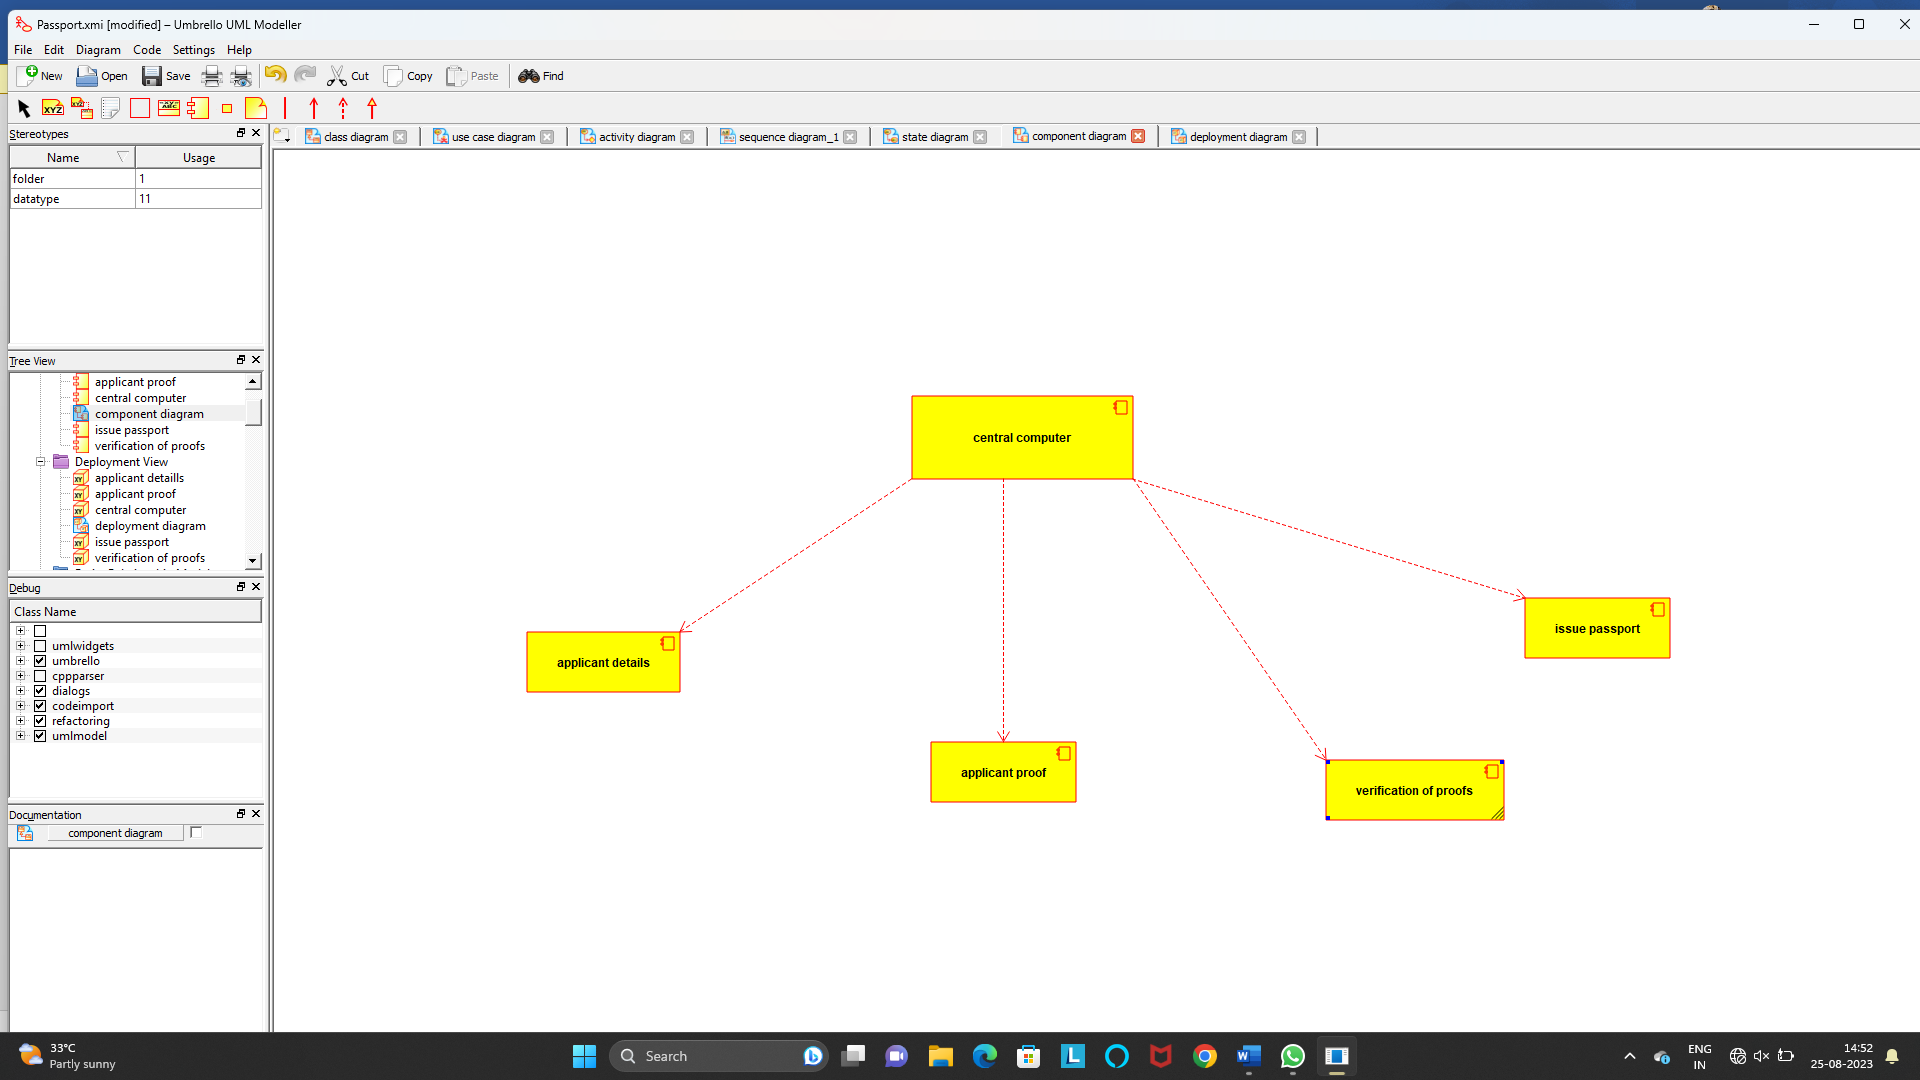 Passport.xmi [modified] – Umbrello UML Modeller
File Edit Diagram Code Settings Help
New Open Save Cut Copy Paste Find
XYZ
Stereotypes
Name Usage
folder 1
datatype 11
Tree View
applicant proof
central computer
component diagram
issue passport
verification of proofs
Deployment View
applicant detaills
applicant proof
central computer
deployment diagram
issue passport
verification of proofs
Debug
Class Name
umlwidgets
umbrello
cppparser
dialogs
codeimport
refactoring
umlmodel
Documentation
component diagram
class diagram use case diagram activity diagram sequence diagram_1 state diagram component diagram deployment diagram
central computer
applicant details
applicant proof
verification of proofs
issue passport
33°C
Partly sunny
Search
ENG
IN
14:52
25-08-2023